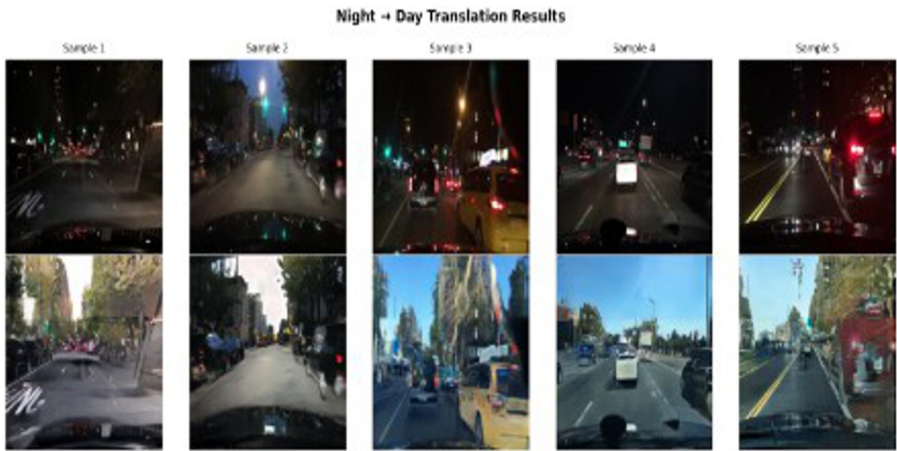 Night → Day Translation Results
Sample 1
Sample 2
Sample 3
Sample 4
Sample 5